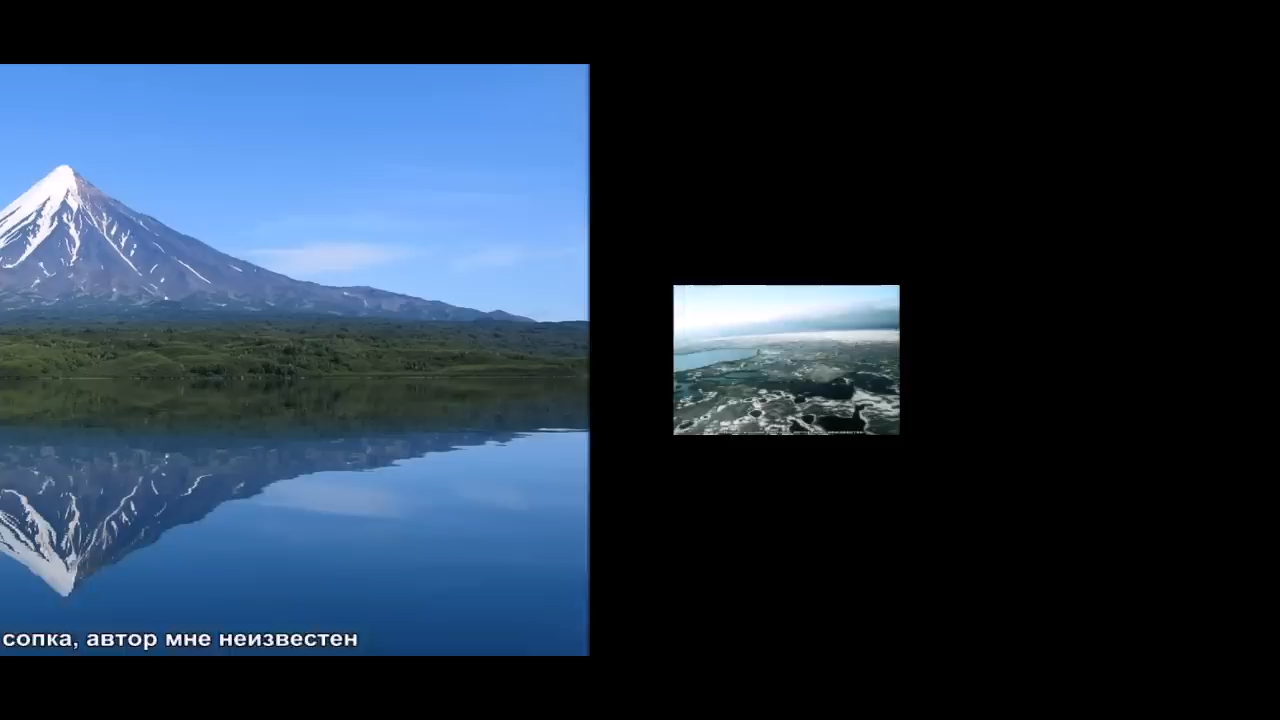 сопка, автор мне неизвестен